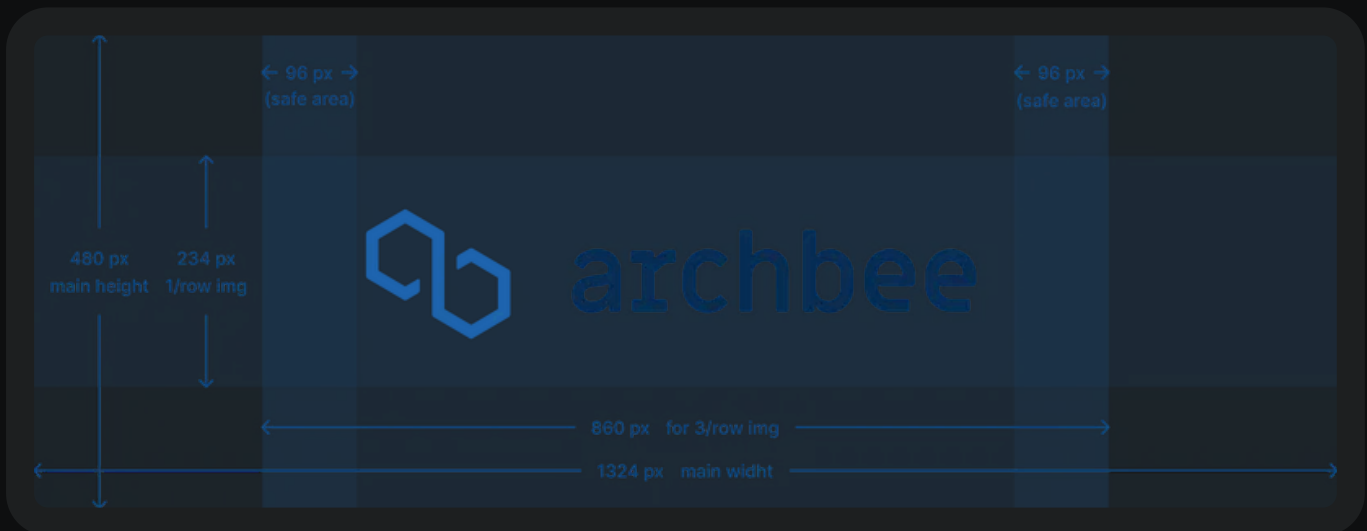 96 px
(safe area)
96 px
(safe area)
480 px
main height
234 px
1/row img
archbee
860 px for 3/row img
1324 px main widht